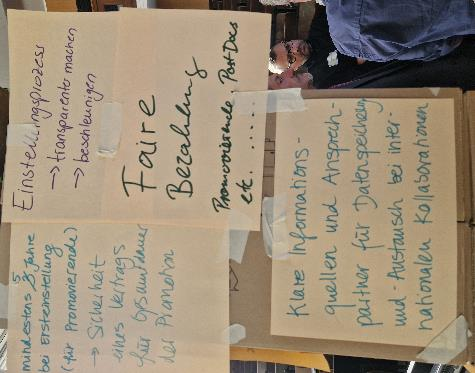 Einstellungsprozess
→ transparenter machen
→ beschleunigen
Faire
Bezahlung
Promovierende, PostDocs
etc. .......
mindestens 5 Jahre
bei Ersteinstellung
(für Promovierende)
→ Sicherheit
eines Vertrags
für Gesamtdauer
der Promotion
Klare Informations-
quellen und Ansprech-
partner für Datenspeicherung
und -Austausch bei inter-
nationalen Kollaborationen